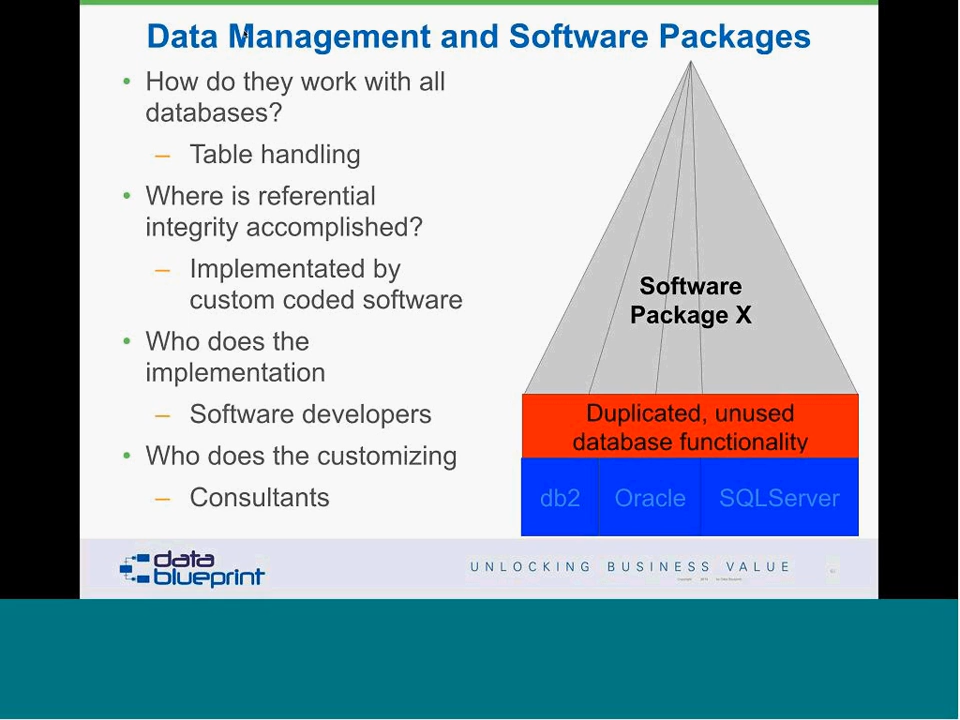 Data Management and Software Packages
• How do they work with all
databases?
– Table handling
• Where is referential
integrity accomplished?
– Implementated by
custom coded software
• Who does the
implementation
– Software developers
• Who does the customizing
– Consultants
Software
Package X
Duplicated, unused
database functionality
db2 Oracle SQLServer
data
blueprint
UNLOCKING BUSINESS VALUE